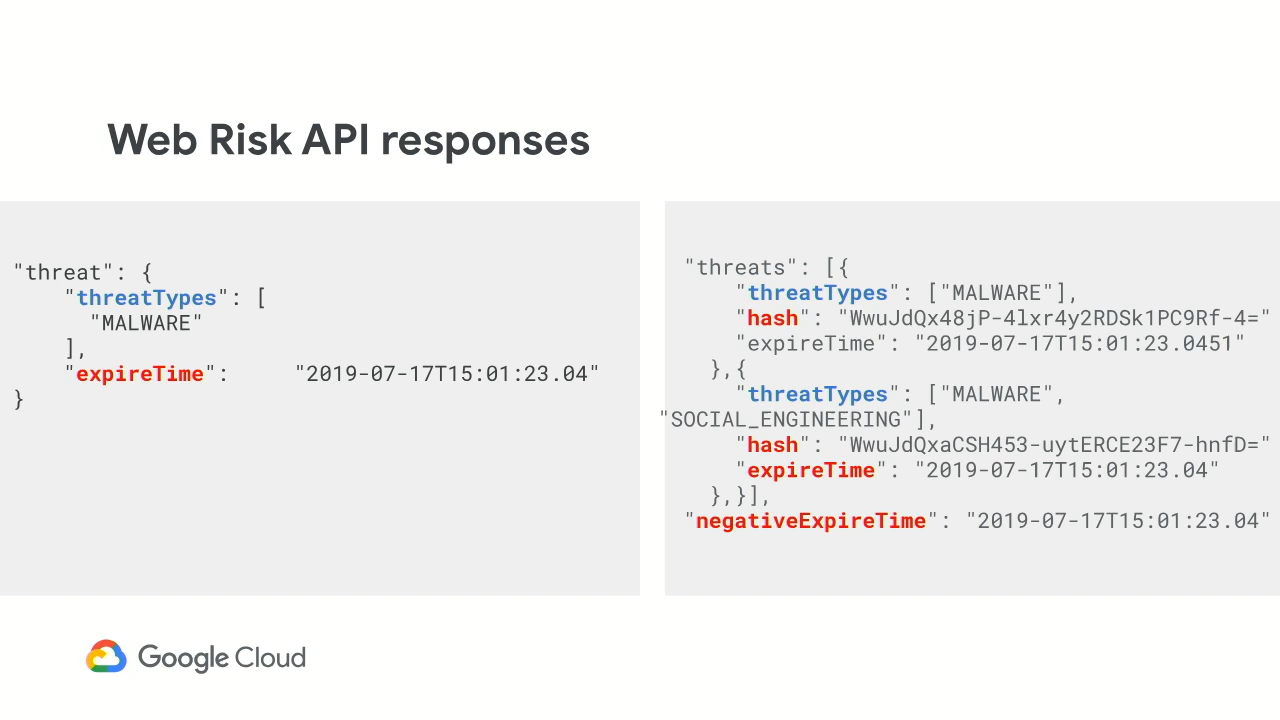 Web Risk API responses
"threat": {
"threatTypes": [
"MALWARE"
],
"expireTime": "2019-07-17T15:01:23.04"
}
"threats": [{
"threatTypes": ["MALWARE"],
"hash": "WwuJdQx48jP-4lxr4y2RDSk1PC9Rf-4="
"expireTime": "2019-07-17T15:01:23.0451"
},{
"threatTypes": ["MALWARE",
"SOCIAL_ENGINEERING"],
"hash": "WwuJdQxaCSH453-uytERCE23F7-hnfD="
"expireTime": "2019-07-17T15:01:23.04"
},}],
"negativeExpireTime": "2019-07-17T15:01:23.04"
Google Cloud